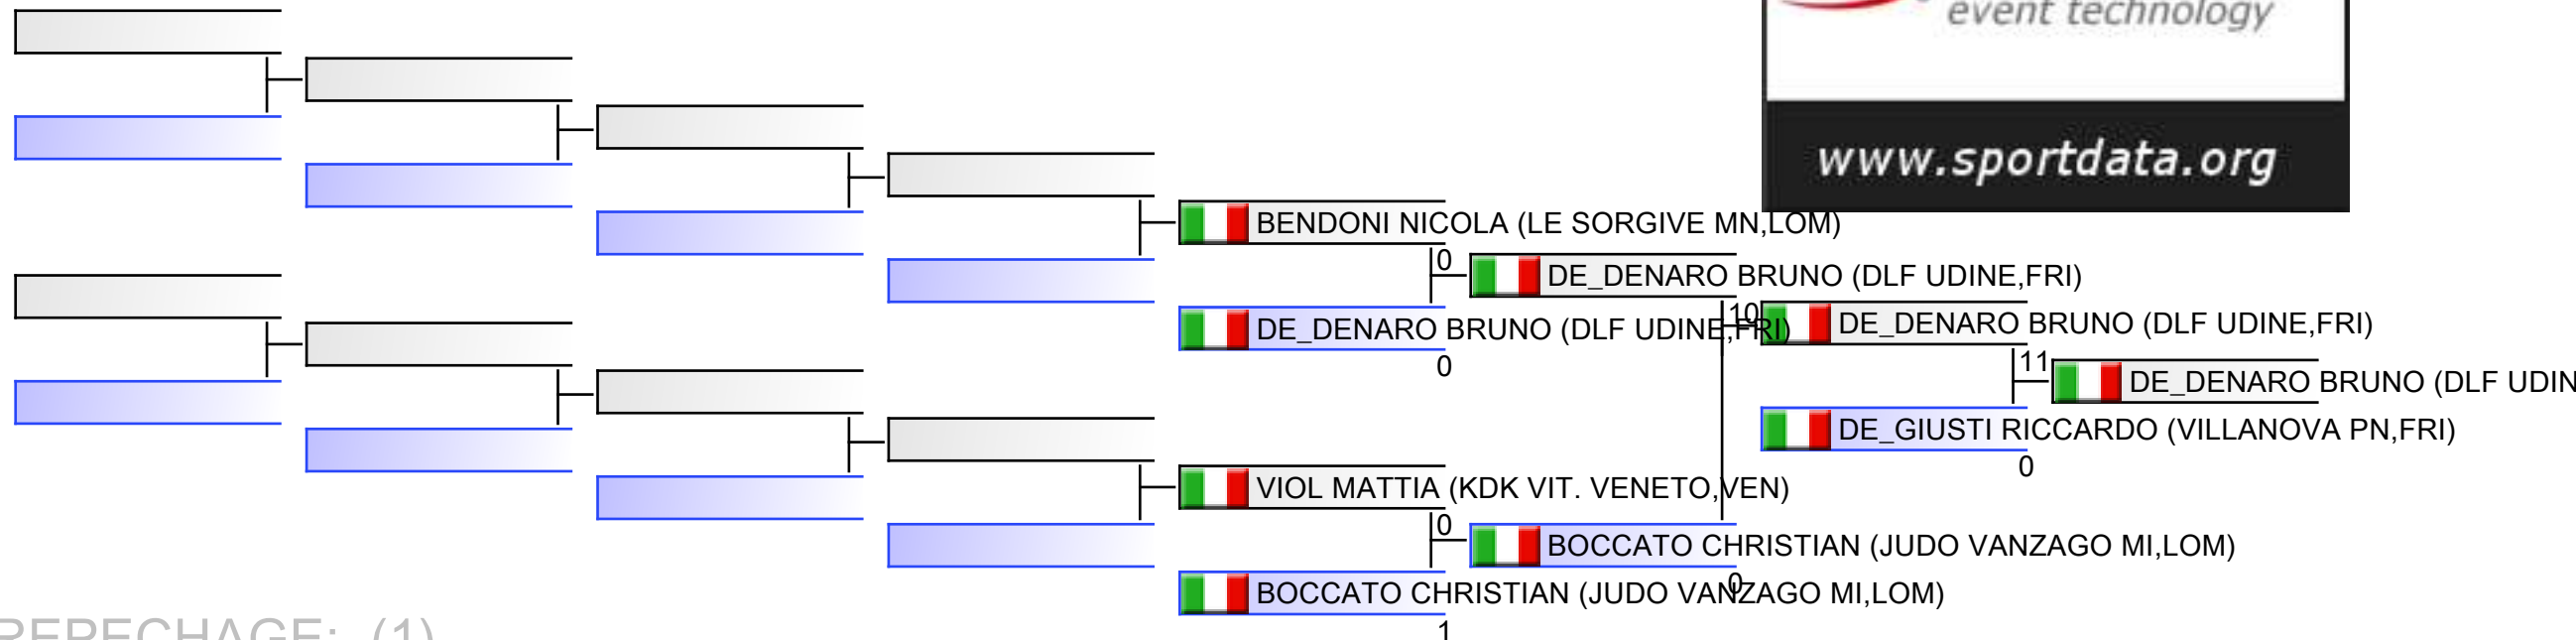 event technology
www.sportdata.org
BENDONI NICOLA (LE SORGIVE MN,LOM)
0
DE_DENARO BRUNO (DLF UDINE,FRI)
10
DE_DENARO BRUNO (DLF UDINE,FRI)
DE_DENARO BRUNO (DLF UDINE,FRI)
0
11
DE_DENARO BRUNO (DLF UDIN
DE_GIUSTI RICCARDO (VILLANOVA PN,FRI)
0
VIOL MATTIA (KDK VIT. VENETO,VEN)
0
BOCCATO CHRISTIAN (JUDO VANZAGO MI,LOM)
0
BOCCATO CHRISTIAN (JUDO VANZAGO MI,LOM)
1
REPECHAGE: (1)